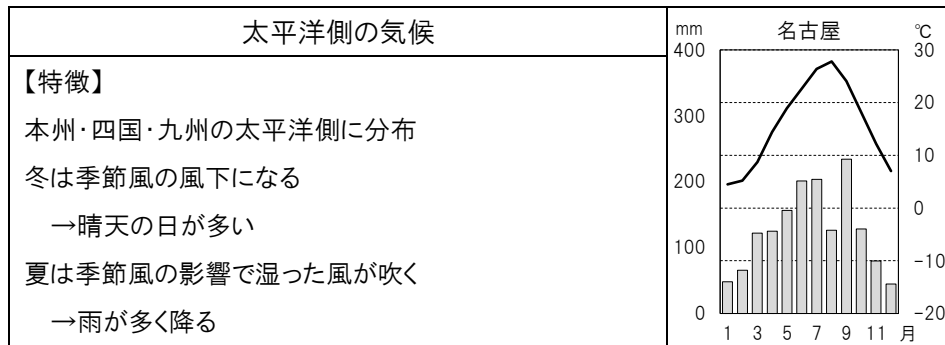 太平洋側の気候
【特徴】
本州・四国・九州の太平洋側に分布
冬は季節風の風下になる
→晴天の日が多い
夏は季節風の影響で湿った風が吹く
→雨が多く降る
mm 名古屋 ℃
400 30
300 20
200 10
100 0
0 -10
-20
1 3 5 7 9 11 月